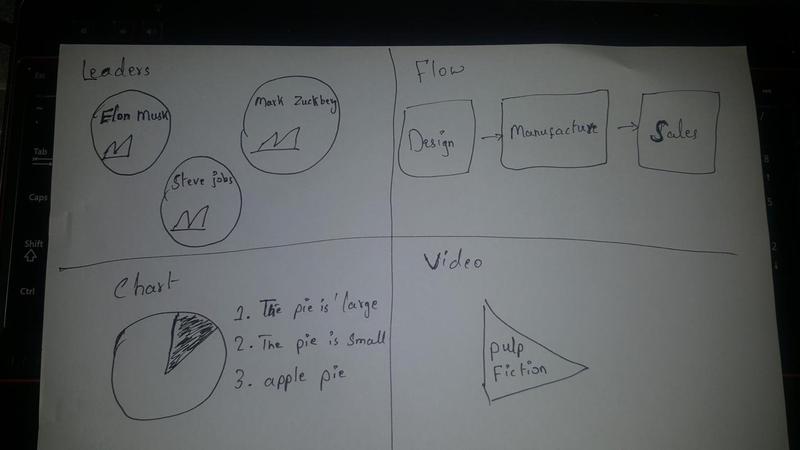 Leaders
Elon Musk
Mark Zuckberg
Steve jobs
Flow
Design
Manufacture
Sales
Chart
1. The pie is large
2. The pie is small
3. apple pie
Video
pulp
Fiction
Esc
Tab
Caps
Shift
Ctrl